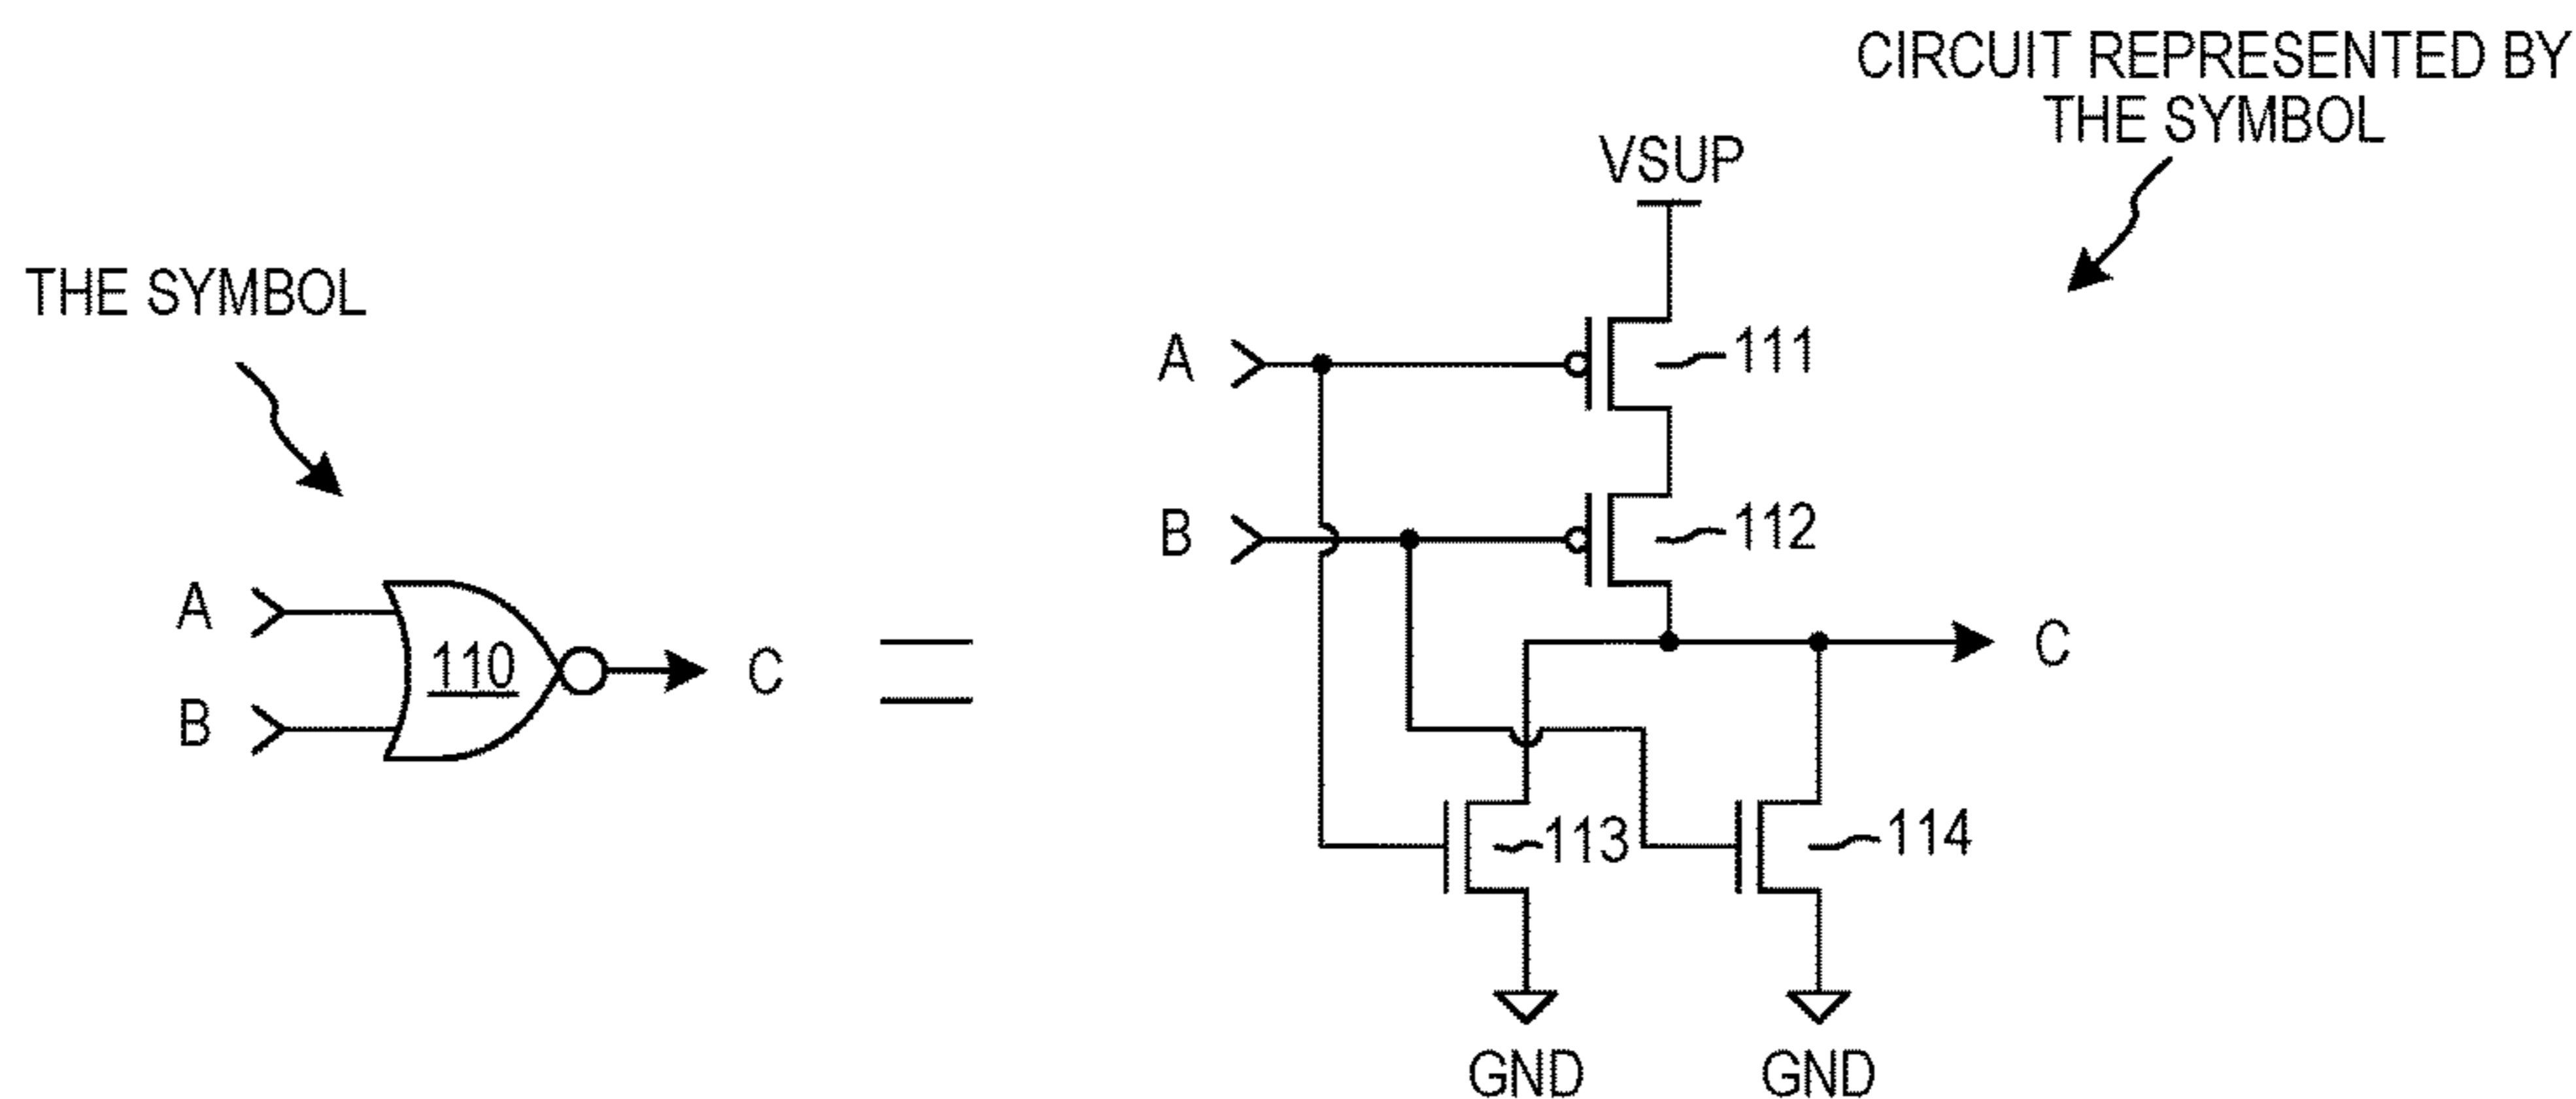 CIRCUIT REPRESENTED BY
THE SYMBOL
VSUP
THE SYMBOL
A
111
B
112
A
110
C
B
C
113
114
GND
GND